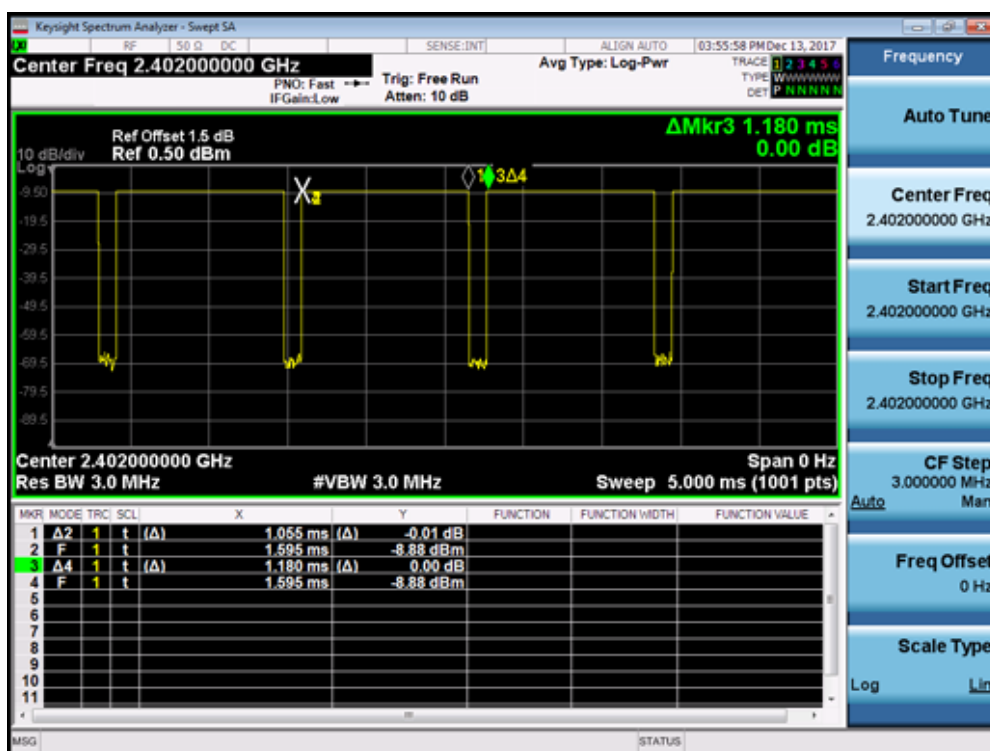 Keysight Spectrum Analyzer - Swept SA
RF 50 Ω DC SENSE:INT ALIGN AUTO 03:55:58 PM Dec 13, 2017
Center Freq 2.402000000 GHz
PNO: Fast
IFGain:Low
Trig: Free Run
Atten: 10 dB
Avg Type: Log-Pwr
TRACE 1 2 3 4 5 6
TYPE W W W W W W
DET P N N N N N
ΔMkr3 1.180 ms
0.00 dB
Ref Offset 1.5 dB
10 dB/div Ref 0.50 dBm
Log
1 3Δ4
-9.50
-19.5
-29.5
-39.5
-49.5
-59.5
-69.5
-79.5
-89.5
Center 2.402000000 GHz Span 0 Hz
Res BW 3.0 MHz #VBW 3.0 MHz Sweep 5.000 ms (1001 pts)
MKR MODE TRC SCL X Y FUNCTION FUNCTION WIDTH FUNCTION VALUE
1 Δ2 1 t (Δ) 1.055 ms (Δ) -0.01 dB
2 F 1 t 1.595 ms -8.88 dBm
3 Δ4 1 t (Δ) 1.180 ms (Δ) 0.00 dB
4 F 1 t 1.595 ms -8.88 dBm
5
6
7
8
9
10
11
MSG STATUS
Frequency
Auto Tune
Center Freq
2.402000000 GHz
Start Freq
2.402000000 GHz
Stop Freq
2.402000000 GHz
CF Step
3.000000 MHz
Auto Man
Freq Offset
0 Hz
Scale Type
Log Lin